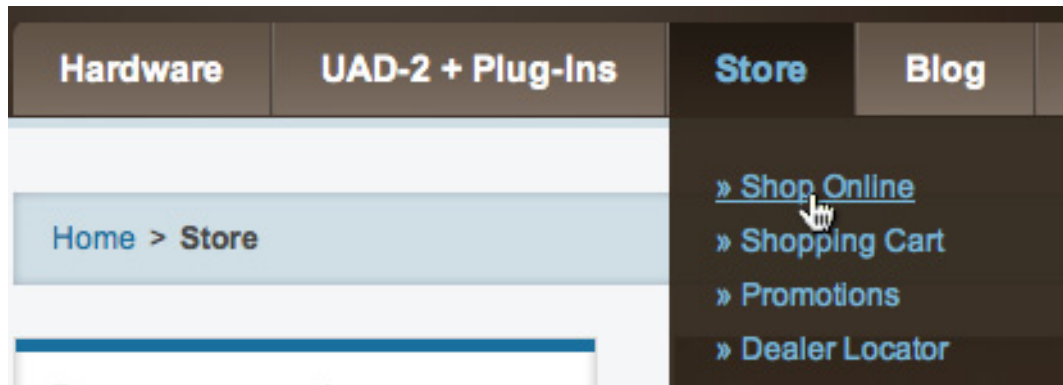 Hardware UAD-2 + Plug-Ins Store Blog
» Shop Online
Home > Store
» Shopping Cart
» Promotions
» Dealer Locator